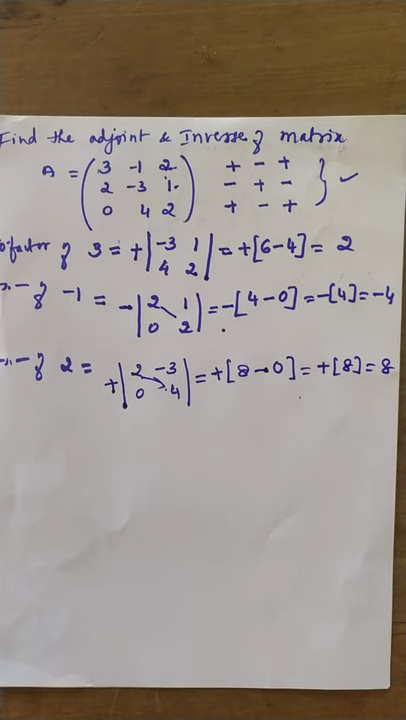 Find the adjoint & Inverse of matrix
A = ( 3 -1 2 ) + - +
( 2 -3 1 ) - + - } ✓
( 0 4 2 ) + - +
ofactor of 3 = + | -3 1 | = +[6-4] = 2
| 4 2 |
of -1 = - | 2 1 | = -[4-0] = -[4] = -4
| 0 2 |
of 2 = + | 2 -3 | = +[8-0] = +[8] = 8
| 0 4 |